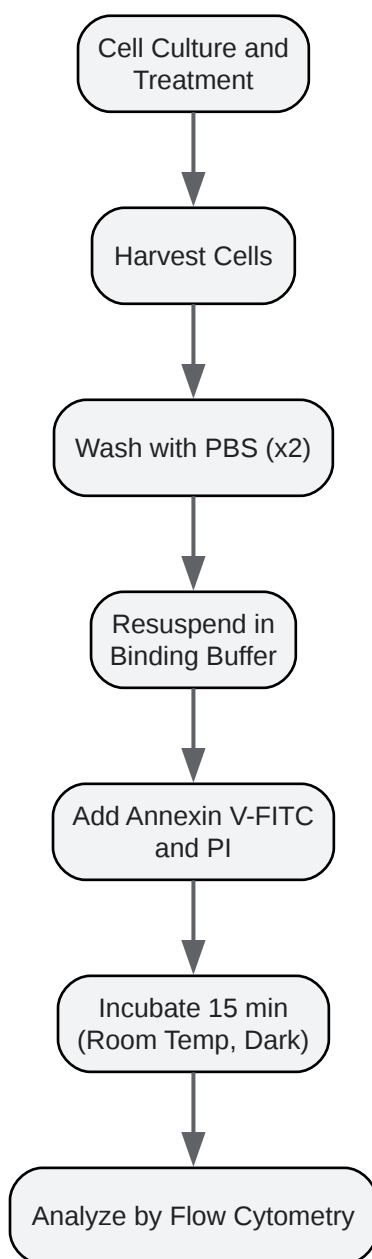 Cell Culture and
Treatment
Harvest Cells
Wash with PBS (x2)
Resuspend in
Binding Buffer
Add Annexin V-FITC
and PI
Incubate 15 min
(Room Temp, Dark)
Analyze by Flow Cytometry